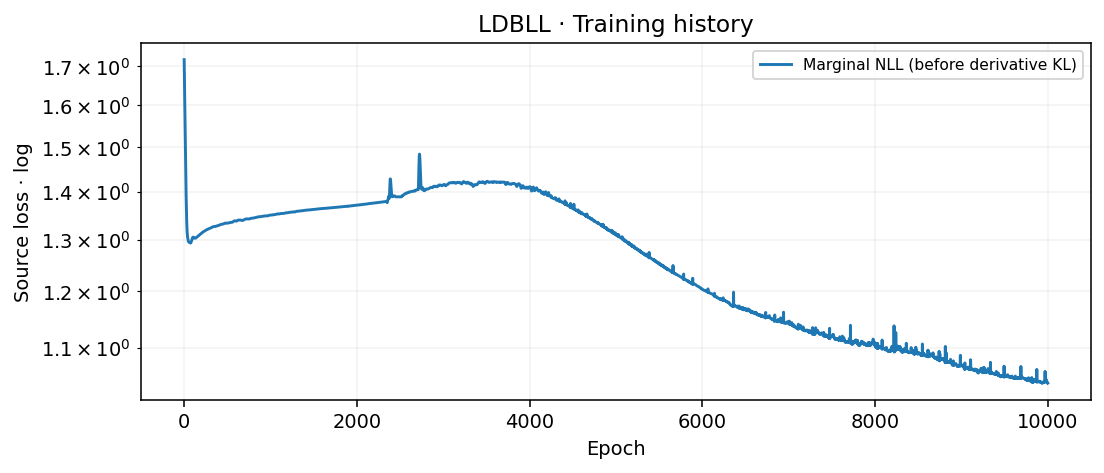 LDBLL · Training history
Marginal NLL (before derivative KL)
Source loss · log
1.7 × 10⁰
1.6 × 10⁰
1.5 × 10⁰
1.4 × 10⁰
1.3 × 10⁰
1.2 × 10⁰
1.1 × 10⁰
0 2000 4000 6000 8000 10000
Epoch